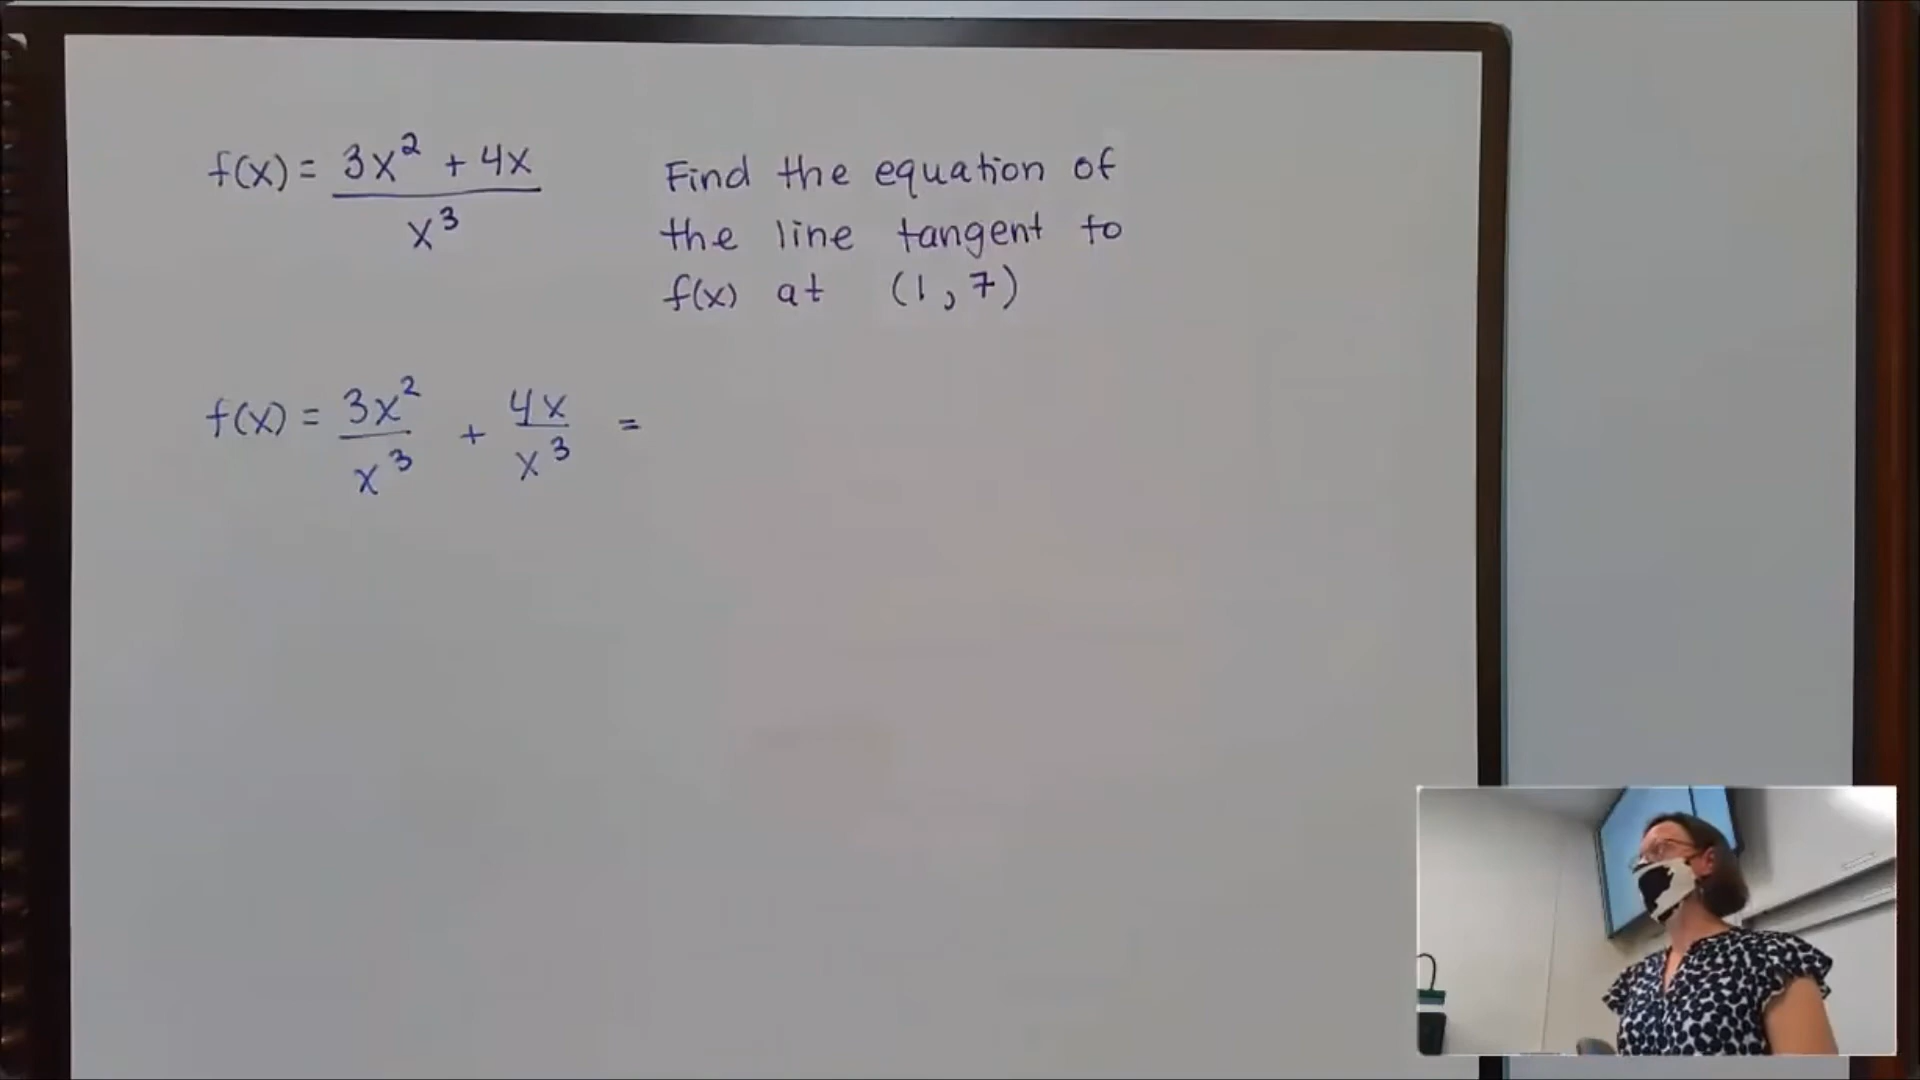 f(x) = 3x² + 4x / x³
Find the equation of
the line tangent to
f(x) at (1, 7)
f(x) = 3x² / x³ + 4x / x³ =